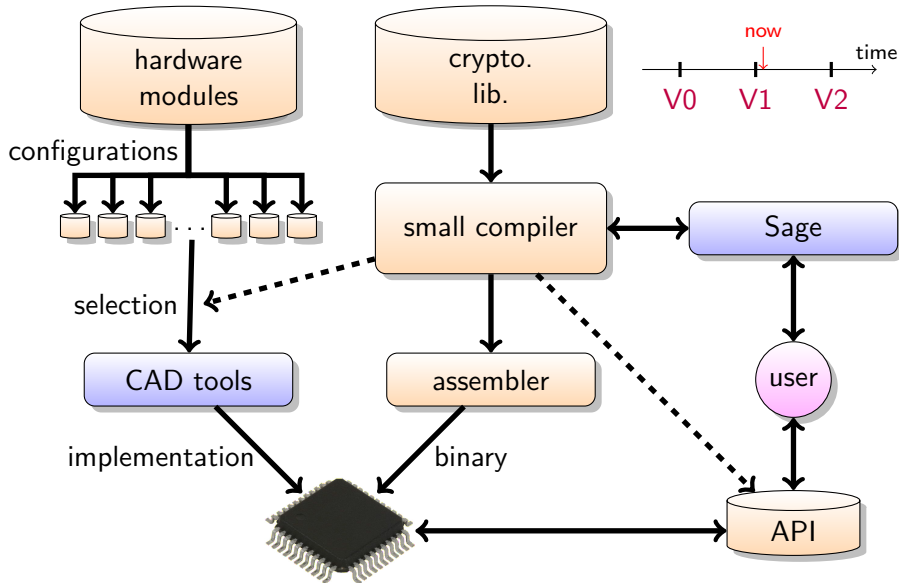 hardware
modules
crypto.
lib.
now
time
V0
V1
V2
configurations
. . .
small compiler
Sage
selection
CAD tools
assembler
user
implementation
binary
API